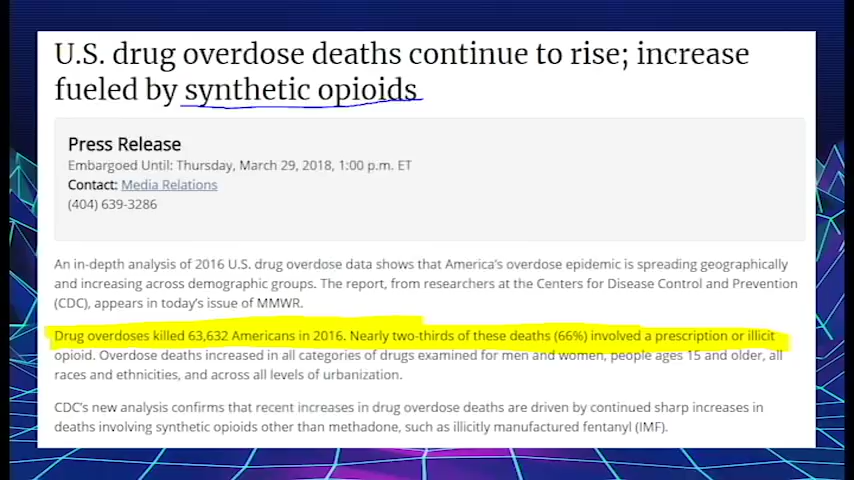 U.S. drug overdose deaths continue to rise; increase
fueled by synthetic opioids
Press Release
Embargoed Until: Thursday, March 29, 2018, 1:00 p.m. ET
Contact: Media Relations
(404) 639-3286
An in-depth analysis of 2016 U.S. drug overdose data shows that America's overdose epidemic is spreading geographically
and increasing across demographic groups. The report, from researchers at the Centers for Disease Control and Prevention
(CDC), appears in today's issue of MMWR.
Drug overdoses killed 63,632 Americans in 2016. Nearly two-thirds of these deaths (66%) involved a prescription or illicit
opioid. Overdose deaths increased in all categories of drugs examined for men and women, people ages 15 and older, all
races and ethnicities, and across all levels of urbanization.
CDC's new analysis confirms that recent increases in drug overdose deaths are driven by continued sharp increases in
deaths involving synthetic opioids other than methadone, such as illicitly manufactured fentanyl (IMF).